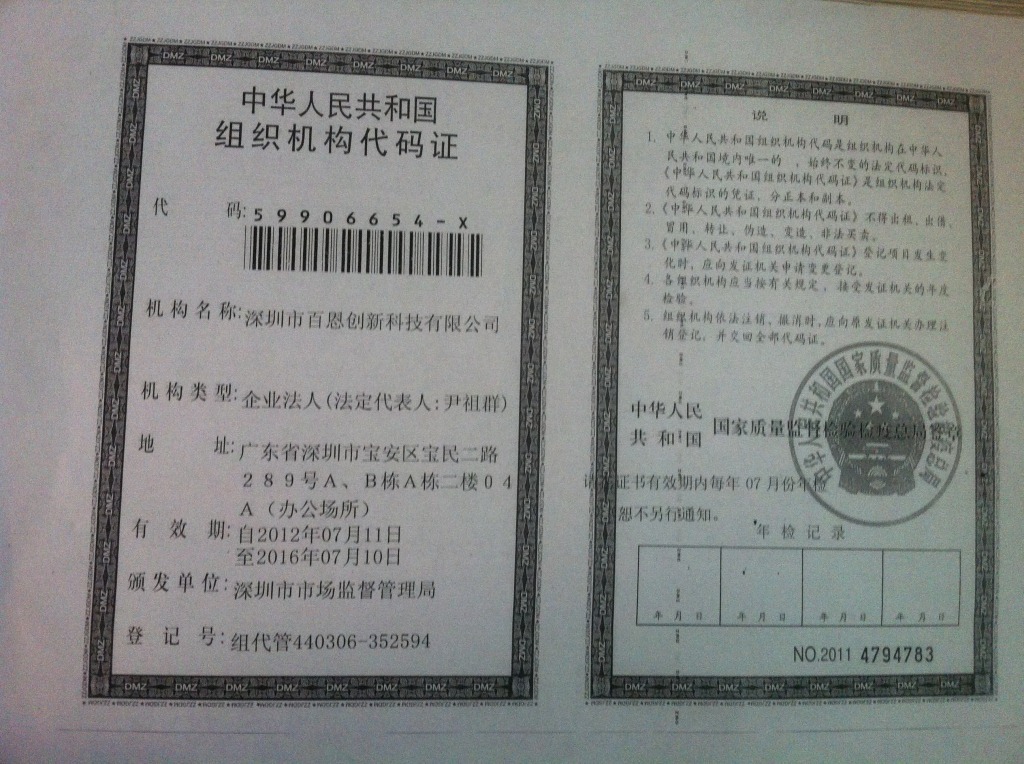 中华人民共和国
组织机构代码证
代 码: 59906654-X
机构名称: 深圳市百恩创新科技有限公司
机构类型: 企业法人(法定代表人:尹祖群)
地 址: 广东省深圳市宝安区宝民二路
289号A、B栋A栋二楼04
A(办公场所)
有 效 期: 自2012年07月11日
至2016年07月10日
颁发单位: 深圳市市场监督管理局
登 记 号: 组代管440306-352594
说 明
1. 中华人民共和国组织机构代码是组织机构在中华人
民共和国境内唯一的 , 始终不变的法定代码标识,
《中华人民共和国组织机构代码证》是组织机构法定
代码标识的凭证, 分正本和副本。
2.《中华人民共和国组织机构代码证》不得出租, 出借,
冒用, 转让, 伪造, 变造, 非法买卖。
3.《中华人民共和国组织机构代码证》登记项目发生变
化时, 应向发证机关申请变更登记。
4. 各组织机构应当按有关规定, 接受发证机关的年度
检验。
5. 组织机构依法注销, 撤消时, 应向原发证机关办理注
销登记, 并交回全部代码证。
中华人民
共和国 国家质量监督检验检疫总局
证书有效期内每年 07 月份年检
恕不另行通知。
年 检 记 录
年 月 日 年 月 日 年 月 日 年 月 日
NO.2011 4794783